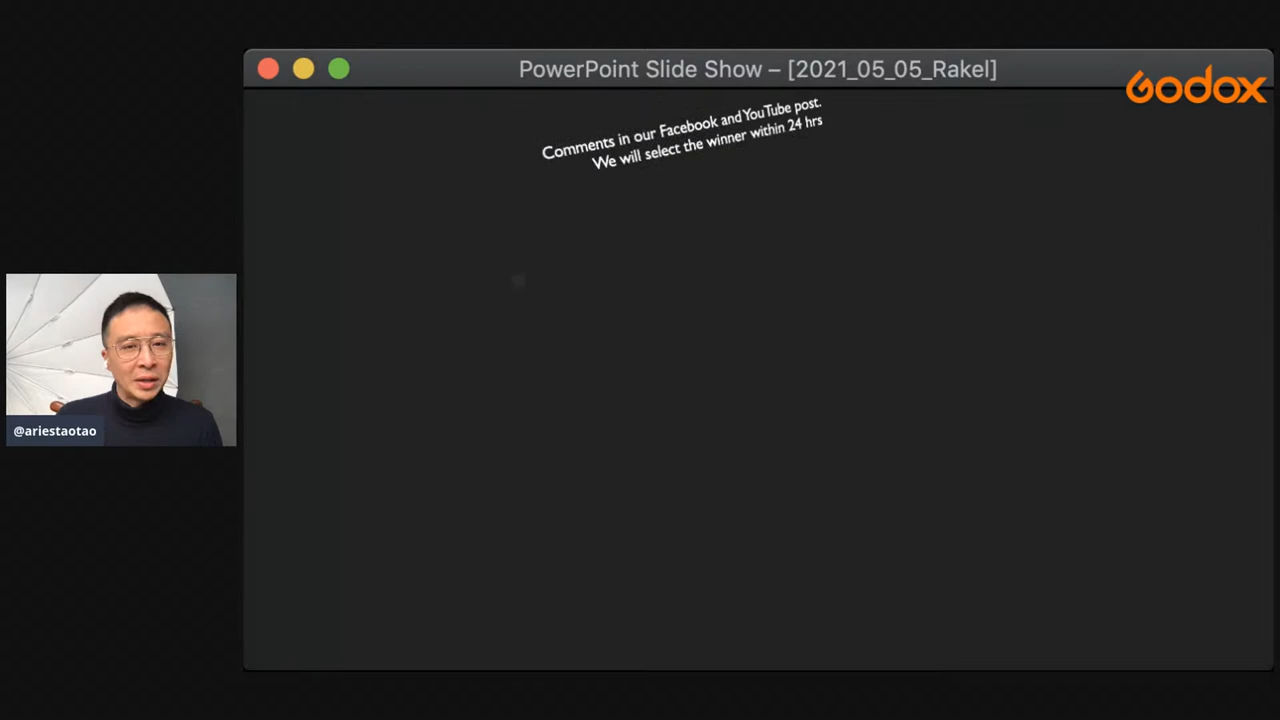 PowerPoint Slide Show – [2021_05_05_Rakel]
Godox
Comments in our Facebook and YouTube post.
We will select the winner within 24 hrs
@ariestaotao